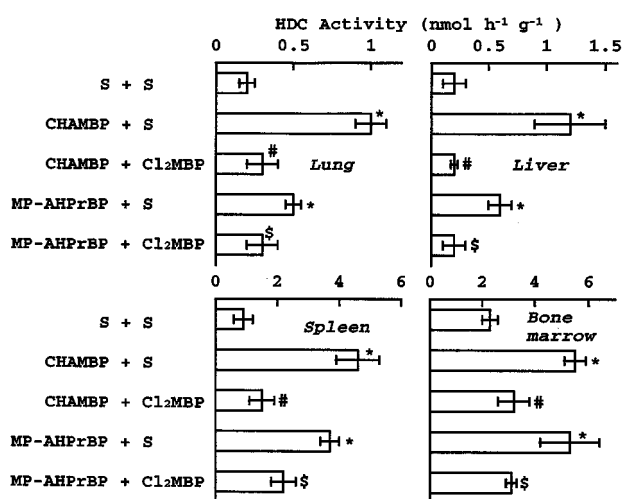 HDC Activity (nmol h⁻¹ g⁻¹)
0 0.5 1 0 0.5 1 1.5
S + S
CHAMBP + S * *
CHAMBP + Cl₂MBP # Lung # Liver
MP-AHPrBP + S * *
MP-AHPrBP + Cl₂MBP $ $
0 2 4 6 0 2 4 6
S + S Spleen Bone marrow
CHAMBP + S * *
CHAMBP + Cl₂MBP # #
MP-AHPrBP + S * *
MP-AHPrBP + Cl₂MBP $ $